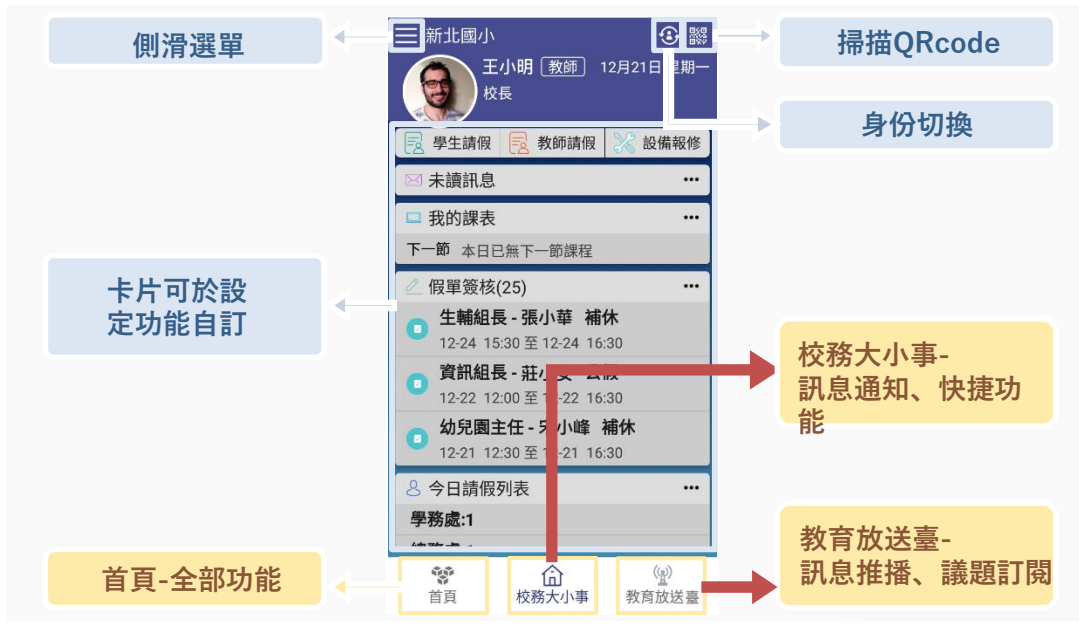 側滑選單
新北國小
掃描QRcode
王小明 教師 12月21日 星期一
校長
身份切換
學生請假 教師請假 設備報修
未讀訊息
我的課表
下一節 本日已無下一節課程
卡片可於設
定功能自訂
假單簽核(25)
生輔組長 - 張小華 補休
12-24 15:30 至 12-24 16:30
資訊組長 - 莊小
12-22 12:00 至 12-22 16:30
幼兒園主任 - 小峰 補休
12-21 12:30 至 12-21 16:30
校務大小事-
訊息通知、快捷功
能
今日請假列表
學務處:1
教育放送臺-
訊息推播、議題訂閱
首頁-全部功能
首頁 校務大小事 教育放送臺